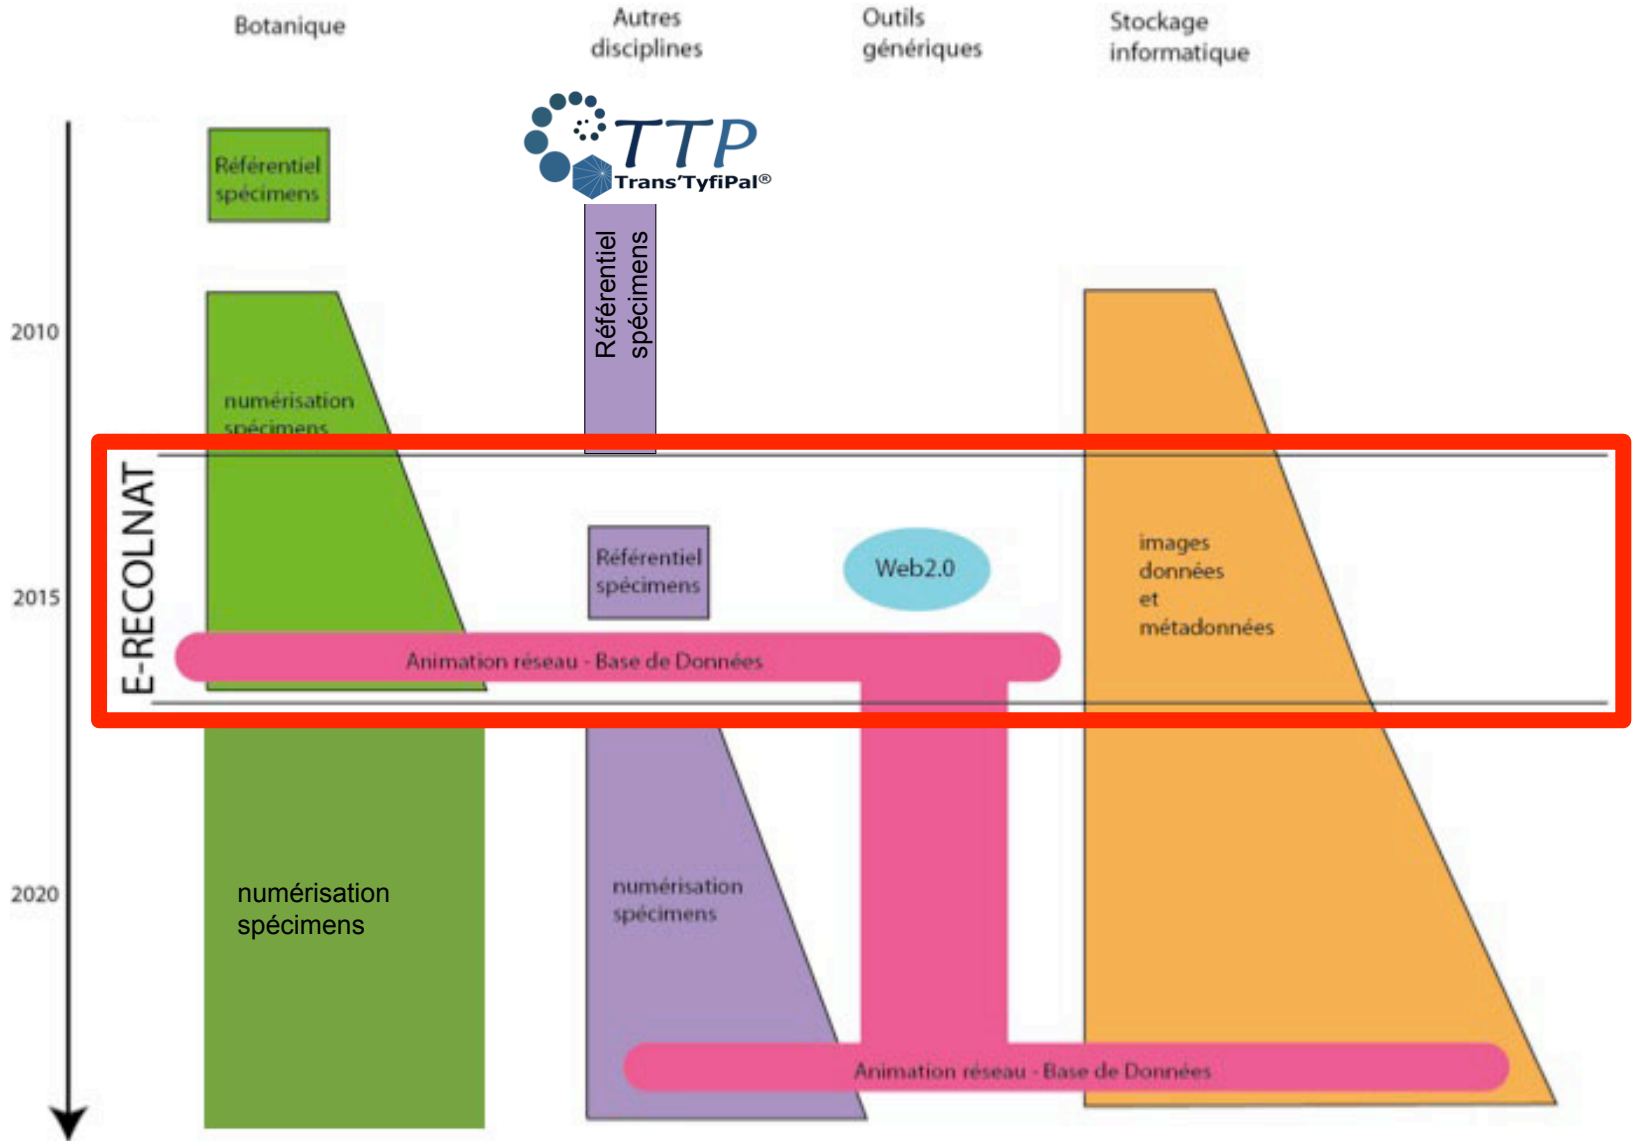 Botanique
Autres
disciplines
Outils
génériques
Stockage
informatique
TTP
Trans'TyfiPal®
Référentiel
spécimens
Référentiel
spécimens
2010
numérisation
spécimens
E-RECOLNAT
Référentiel
spécimens
Web2.0
images
données
et
métadonnées
2015
Animation réseau - Base de Données
2020
numérisation
spécimens
numérisation
spécimens
Animation réseau - Base de Données